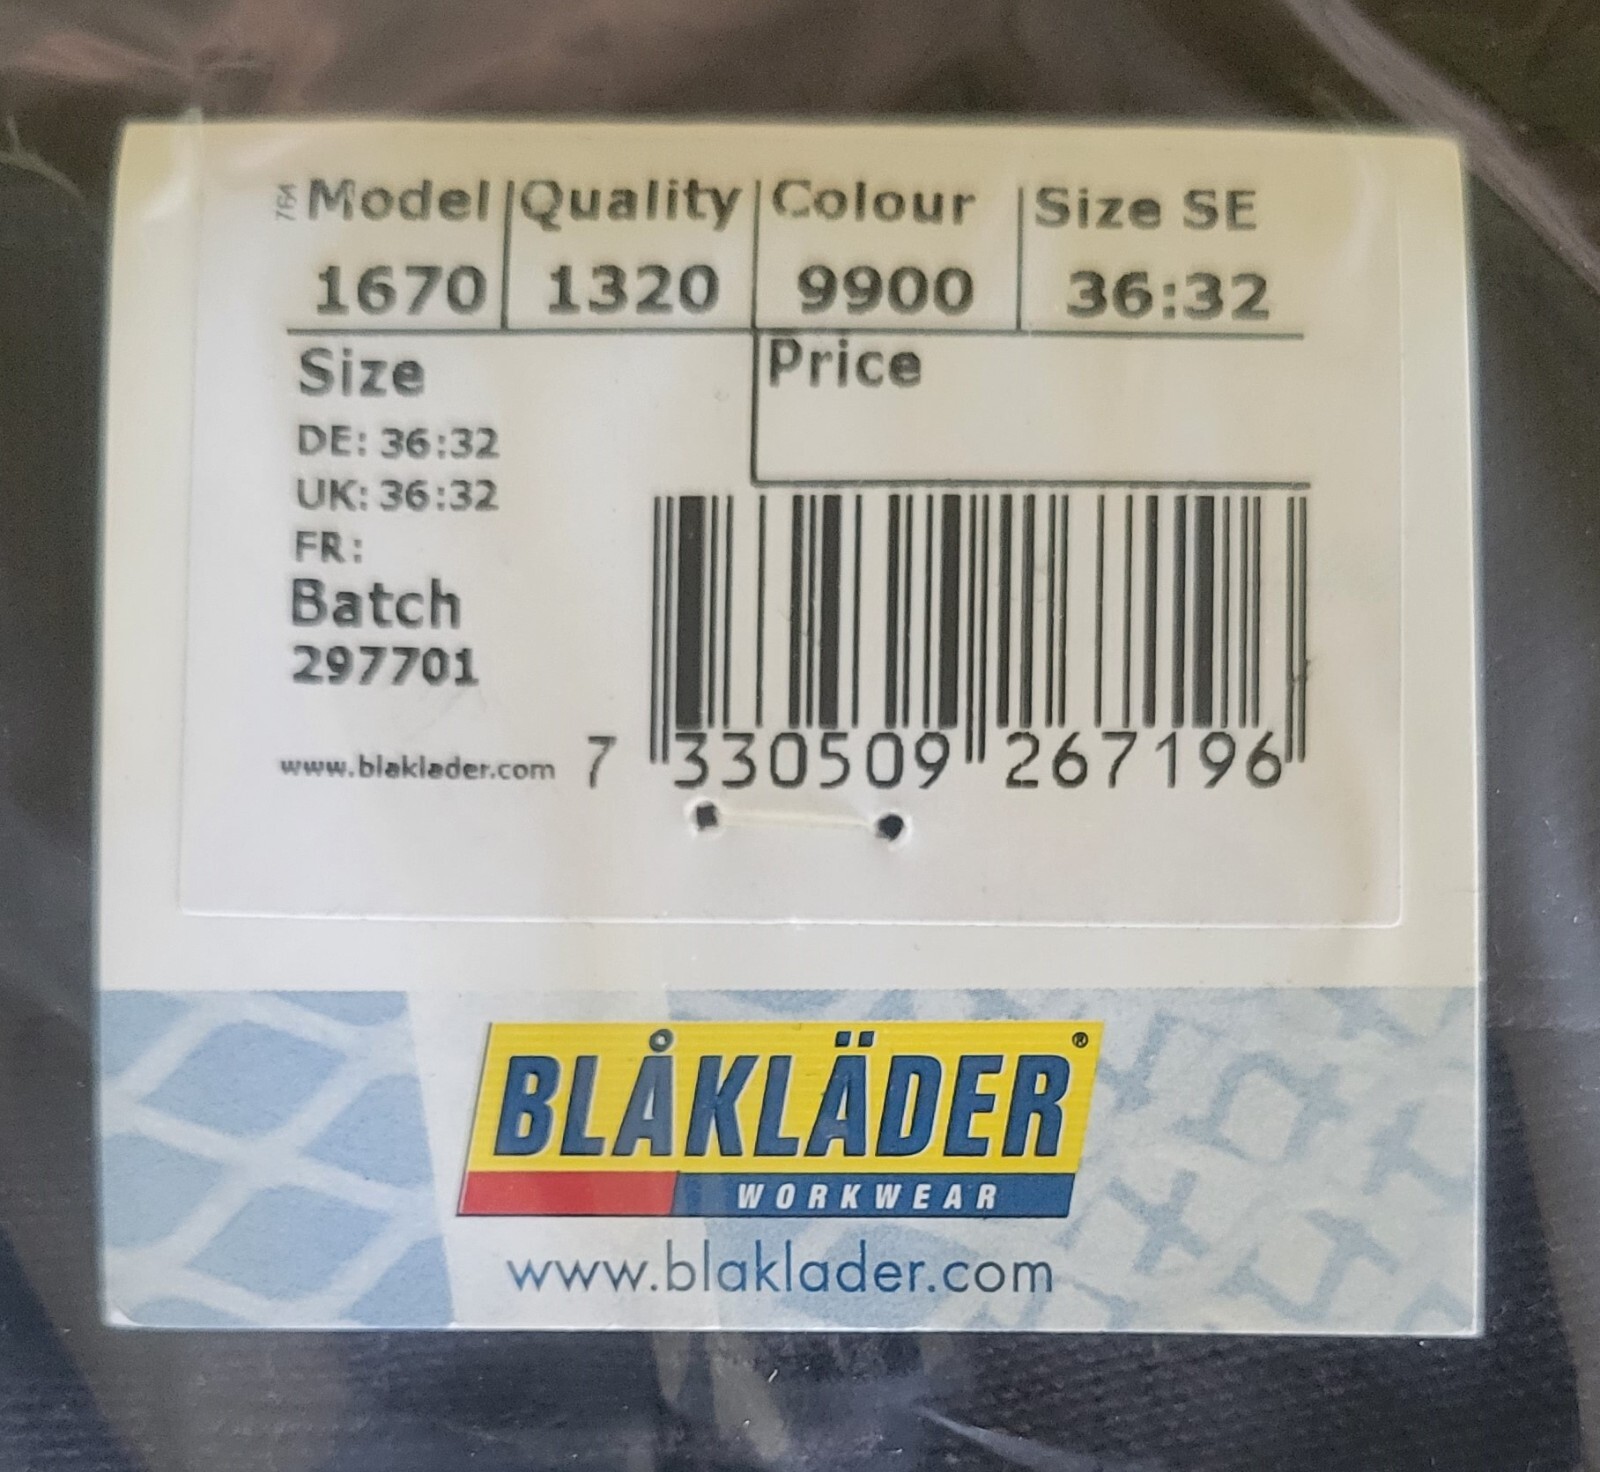 764 Model Quality Colour Size SE
1670 1320 9900 36:32
Size Price
DE: 36:32
UK: 36:32
FR:
Batch
297701
www.blaklader.com 7 330509 267196
BLÅKLÄDER®
WORKWEAR
www.blaklader.com